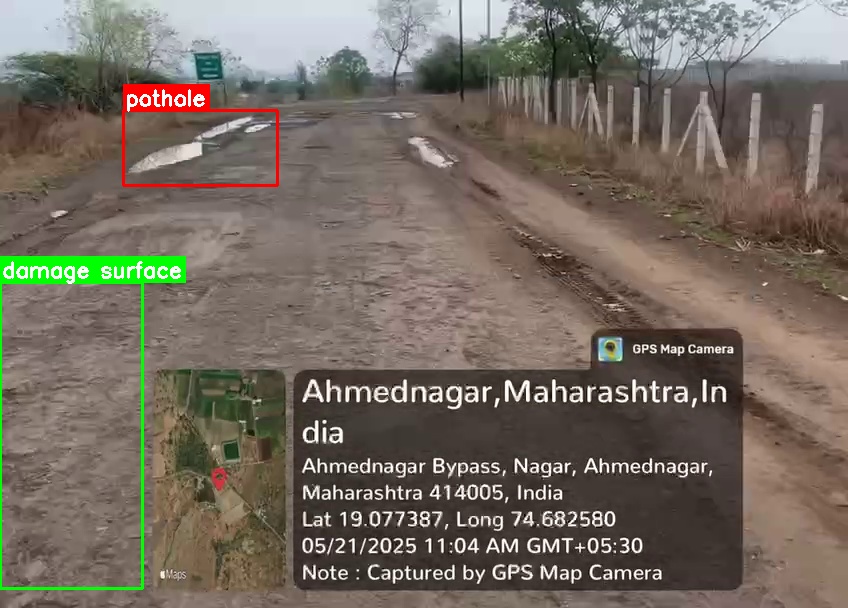 pothole
damage surface
GPS Map Camera
Ahmednagar,Maharashtra,In
dia
Ahmednagar Bypass, Nagar, Ahmednagar,
Maharashtra 414005, India
Lat 19.077387, Long 74.682580
05/21/2025 11:04 AM GMT+05:30
Note : Captured by GPS Map Camera
Maps